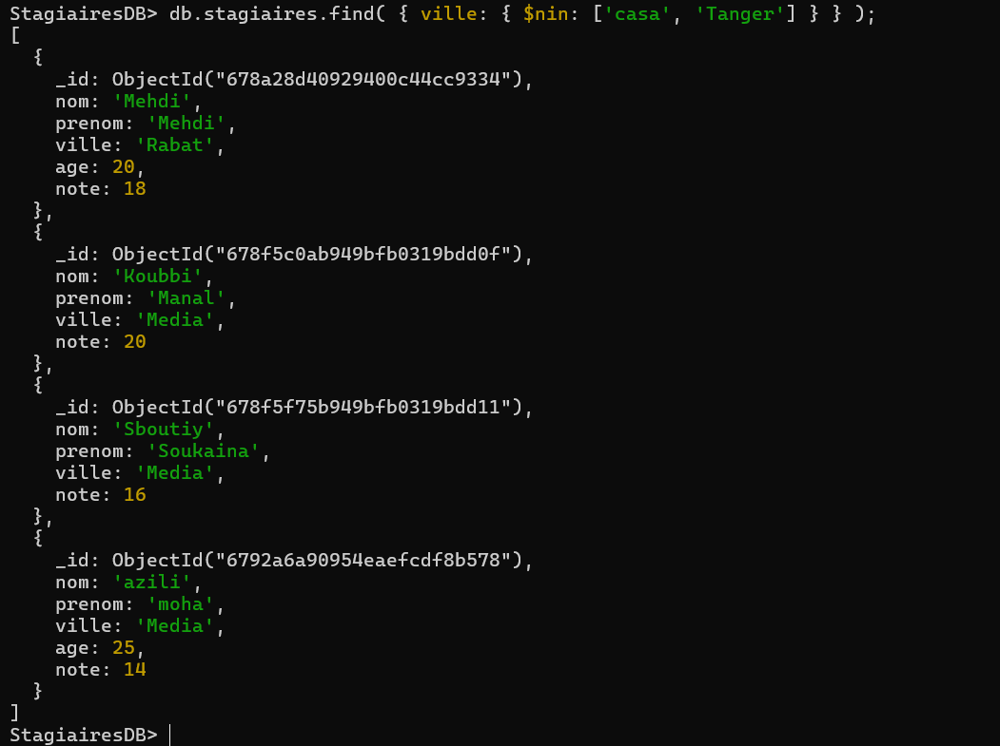 StagiairesDB> db.stagiaires.find( { ville: { $nin: ['casa', 'Tanger'] } } );
[
  {
    _id: ObjectId("678a28d40929400c44cc9334"),
    nom: 'Mehdi',
    prenom: 'Mehdi',
    ville: 'Rabat',
    age: 20,
    note: 18
  },
  {
    _id: ObjectId("678f5c0ab949bfb0319bdd0f"),
    nom: 'Koubbi',
    prenom: 'Manal',
    ville: 'Media',
    note: 20
  },
  {
    _id: ObjectId("678f5f75b949bfb0319bdd11"),
    nom: 'Sboutiy',
    prenom: 'Soukaina',
    ville: 'Media',
    note: 16
  },
  {
    _id: ObjectId("6792a6a90954eaefcdf8b578"),
    nom: 'azili',
    prenom: 'moha',
    ville: 'Media',
    age: 25,
    note: 14
  }
]
StagiairesDB>